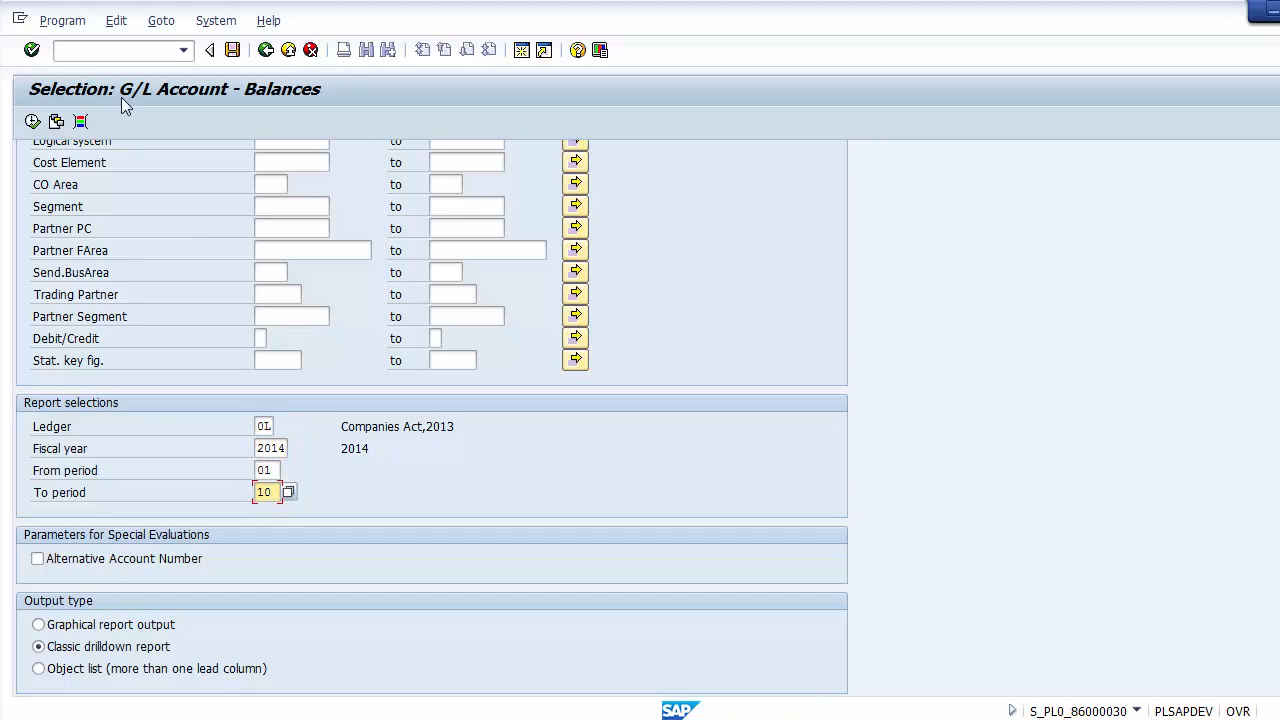 Program Edit Goto System Help
Selection: G/L Account - Balances
Logical system to
Cost Element to
CO Area to
Segment to
Partner PC to
Partner FArea to
Send.BusArea to
Trading Partner to
Partner Segment to
Debit/Credit to
Stat. key fig. to
Report selections
Ledger 0L Companies Act,2013
Fiscal year 2014 2014
From period 01
To period 10
Parameters for Special Evaluations
Alternative Account Number
Output type
Graphical report output
Classic drilldown report
Object list (more than one lead column)
SAP S_PL0_86000030 PLSAPDEV OVR